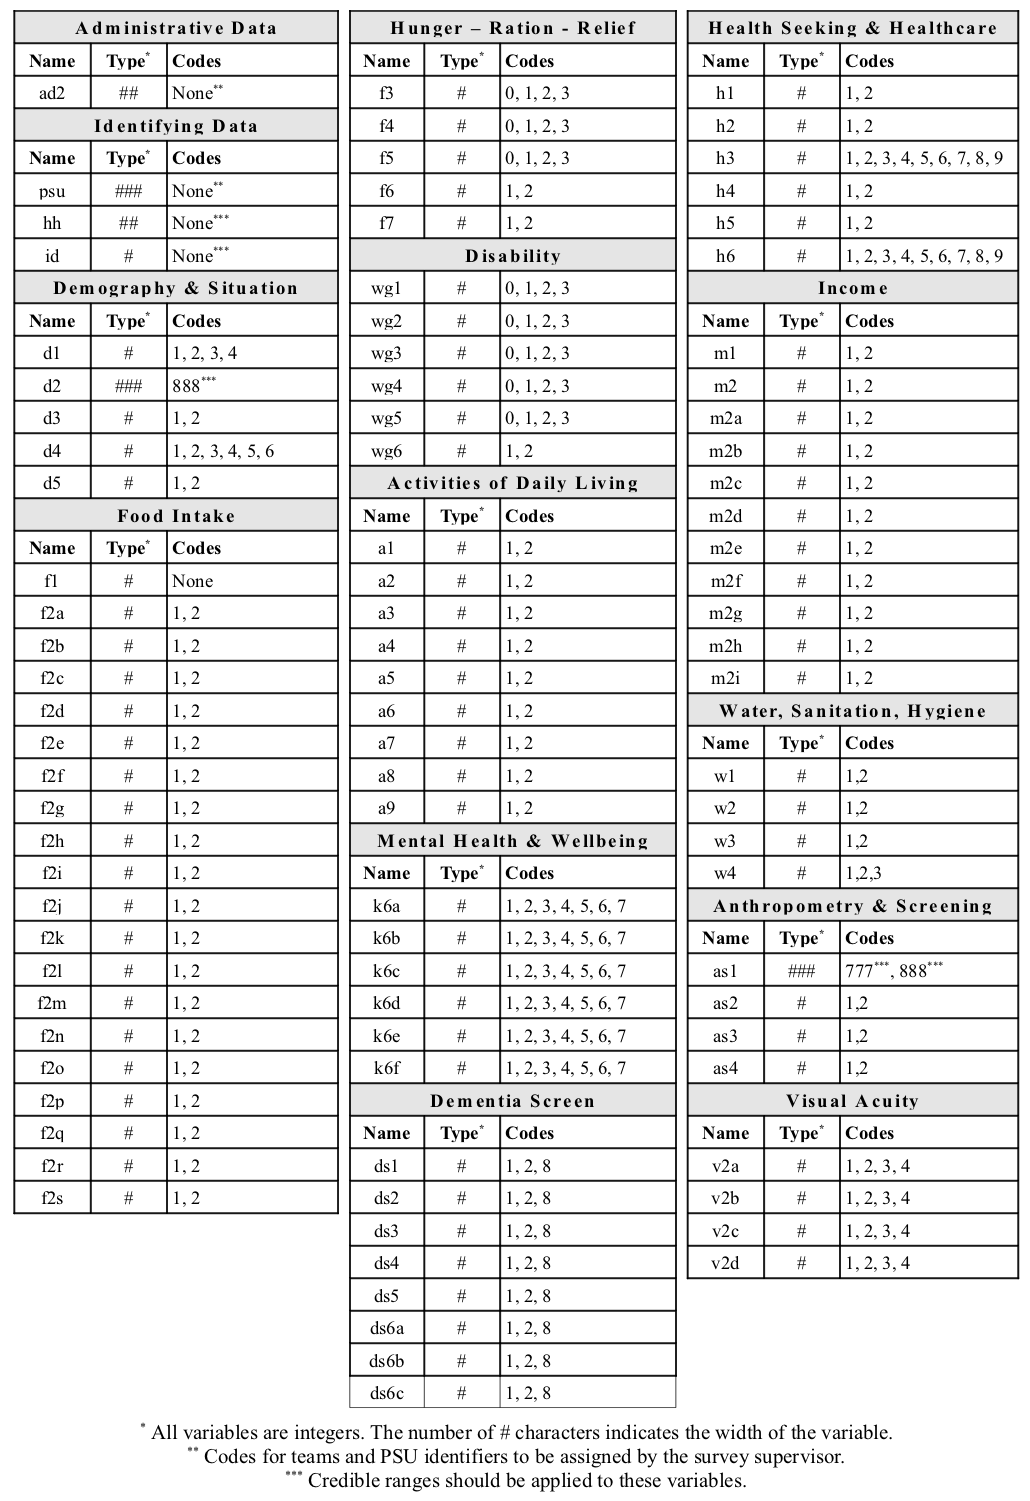 Administrative Data
Name Type* Codes
ad2 ## None**
Identifying Data
Name Type* Codes
psu ### None**
hh ## None***
id # None***
Demography & Situation
Name Type* Codes
d1 # 1, 2, 3, 4
d2 ### 888***
d3 # 1, 2
d4 # 1, 2, 3, 4, 5, 6
d5 # 1, 2
Food Intake
Name Type* Codes
f1 # None
f2a # 1, 2
f2b # 1, 2
f2c # 1, 2
f2d # 1, 2
f2e # 1, 2
f2f # 1, 2
f2g # 1, 2
f2h # 1, 2
f2i # 1, 2
f2j # 1, 2
f2k # 1, 2
f2l # 1, 2
f2m # 1, 2
f2n # 1, 2
f2o # 1, 2
f2p # 1, 2
f2q # 1, 2
f2r # 1, 2
f2s # 1, 2
Hunger – Ration - Relief
Name Type* Codes
f3 # 0, 1, 2, 3
f4 # 0, 1, 2, 3
f5 # 0, 1, 2, 3
f6 # 1, 2
f7 # 1, 2
Disability
wg1 # 0, 1, 2, 3
wg2 # 0, 1, 2, 3
wg3 # 0, 1, 2, 3
wg4 # 0, 1, 2, 3
wg5 # 0, 1, 2, 3
wg6 # 1, 2
Activities of Daily Living
Name Type* Codes
a1 # 1, 2
a2 # 1, 2
a3 # 1, 2
a4 # 1, 2
a5 # 1, 2
a6 # 1, 2
a7 # 1, 2
a8 # 1, 2
a9 # 1, 2
Mental Health & Wellbeing
Name Type* Codes
k6a # 1, 2, 3, 4, 5, 6, 7
k6b # 1, 2, 3, 4, 5, 6, 7
k6c # 1, 2, 3, 4, 5, 6, 7
k6d # 1, 2, 3, 4, 5, 6, 7
k6e # 1, 2, 3, 4, 5, 6, 7
k6f # 1, 2, 3, 4, 5, 6, 7
Dementia Screen
Name Type* Codes
ds1 # 1, 2, 8
ds2 # 1, 2, 8
ds3 # 1, 2, 8
ds4 # 1, 2, 8
ds5 # 1, 2, 8
ds6a # 1, 2, 8
ds6b # 1, 2, 8
ds6c # 1, 2, 8
Health Seeking & Healthcare
Name Type* Codes
h1 # 1, 2
h2 # 1, 2
h3 # 1, 2, 3, 4, 5, 6, 7, 8, 9
h4 # 1, 2
h5 # 1, 2
h6 # 1, 2, 3, 4, 5, 6, 7, 8, 9
Income
Name Type* Codes
m1 # 1, 2
m2 # 1, 2
m2a # 1, 2
m2b # 1, 2
m2c # 1, 2
m2d # 1, 2
m2e # 1, 2
m2f # 1, 2
m2g # 1, 2
m2h # 1, 2
m2i # 1, 2
Water, Sanitation, Hygiene
Name Type* Codes
w1 # 1,2
w2 # 1,2
w3 # 1,2
w4 # 1,2,3
Anthropometry & Screening
Name Type* Codes
as1 ### 777***, 888***
as2 # 1,2
as3 # 1,2
as4 # 1,2
Visual Acuity
Name Type* Codes
v2a # 1, 2, 3, 4
v2b # 1, 2, 3, 4
v2c # 1, 2, 3, 4
v2d # 1, 2, 3, 4
* All variables are integers. The number of # characters indicates the width of the variable.
** Codes for teams and PSU identifiers to be assigned by the survey supervisor.
*** Credible ranges should be applied to these variables.